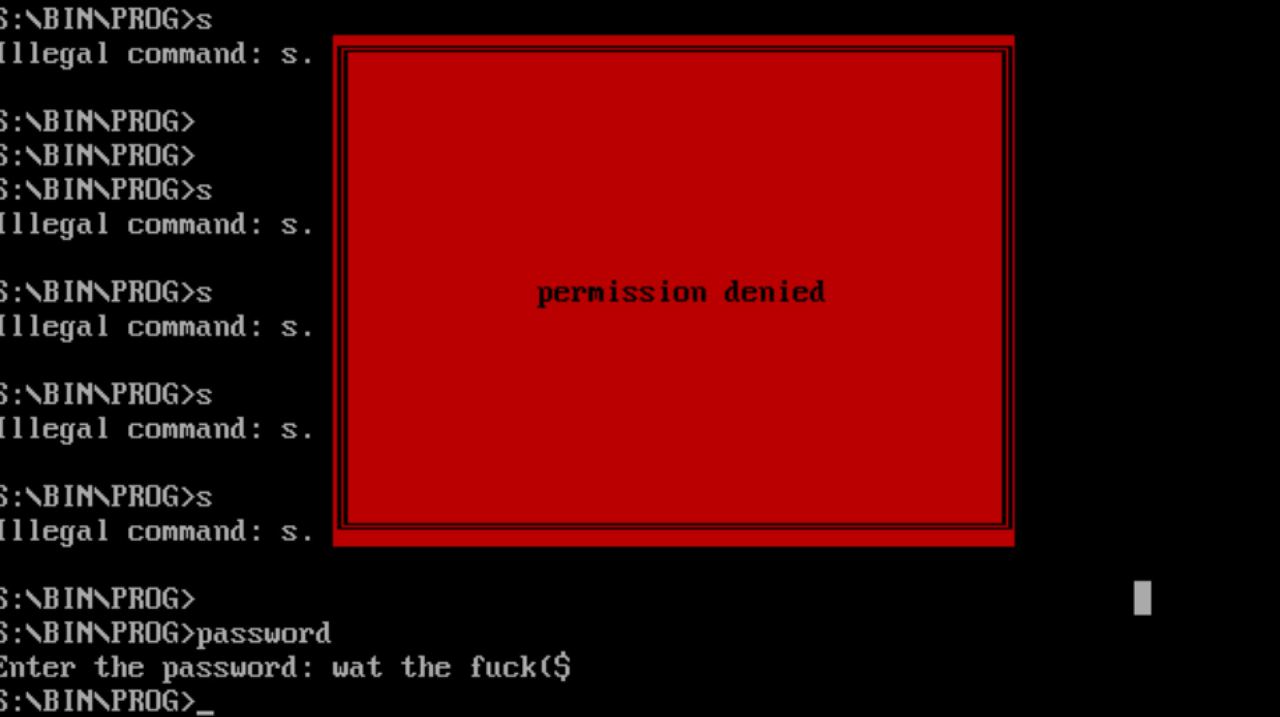 S:\BIN\PROG>s
Illegal command: s.
S:\BIN\PROG>
S:\BIN\PROG>
S:\BIN\PROG>s
Illegal command: s.
S:\BIN\PROG>s
permission denied
Illegal command: s.
S:\BIN\PROG>s
Illegal command: s.
S:\BIN\PROG>s
Illegal command: s.
S:\BIN\PROG>
S:\BIN\PROG>password
Enter the password: wat the fuck($
S:\BIN\PROG>_